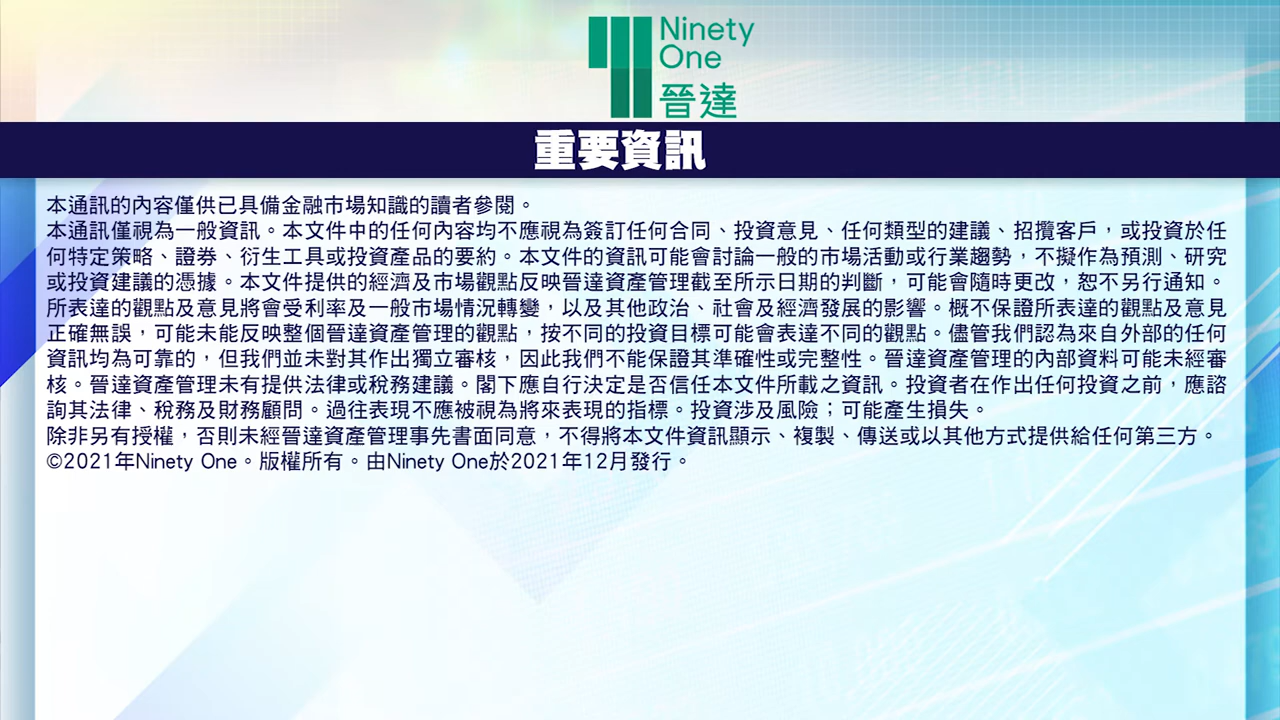 Ninety
One
晉達
重要資訊
本通訊的內容僅供已具備金融市場知識的讀者參閱。
本通訊僅視為一般資訊。本文件中的任何內容均不應視為簽訂任何合同、投資意見、任何類型的建議、招攬客戶，或投資於任
何特定策略、證券、衍生工具或投資產品的要約。本文件的資訊可能會討論一般的市場活動或行業趨勢，不擬作為預測、研究
或投資建議的憑據。本文件提供的經濟及市場觀點反映晉達資產管理截至所示日期的判斷，可能會隨時更改，恕不另行通知。
所表達的觀點及意見將會受利率及一般市場情況轉變，以及其他政治、社會及經濟發展的影響。概不保證所表達的觀點及意見
正確無誤，可能未能反映整個晉達資產管理的觀點，按不同的投資目標可能會表達不同的觀點。儘管我們認為來自外部的任何
資訊均為可靠的，但我們並未對其作出獨立審核，因此我們不能保證其準確性或完整性。晉達資產管理的內部資料可能未經審
核。晉達資產管理未有提供法律或稅務建議。閣下應自行決定是否信任本文件所載之資訊。投資者在作出任何投資之前，應諮
詢其法律、稅務及財務顧問。過往表現不應被視為將來表現的指標。投資涉及風險；可能產生損失。
除非另有授權，否則未經晉達資產管理事先書面同意，不得將本文件資訊顯示、複製、傳送或以其他方式提供給任何第三方。
©2021年Ninety One。版權所有。由Ninety One於2021年12月發行。